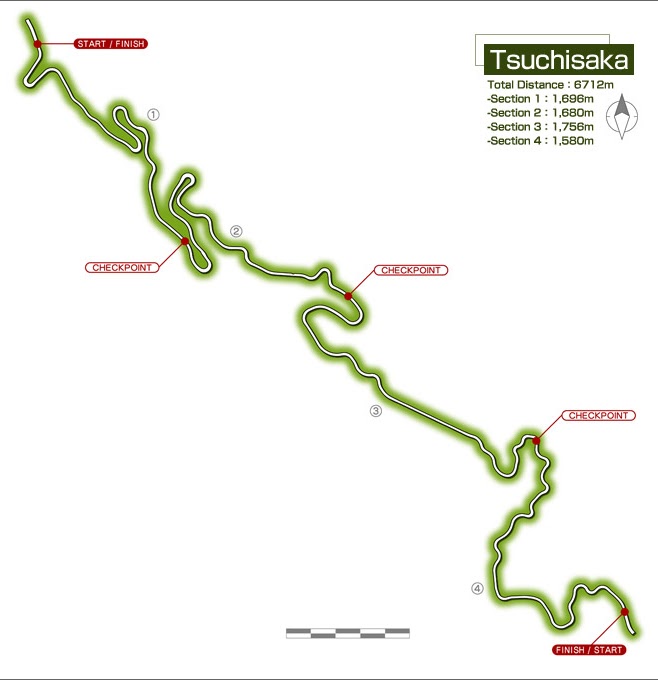 START / FINISH
Tsuchisaka
Total Distance : 6712m
-Section 1 : 1,696m
-Section 2 : 1,680m
-Section 3 : 1,756m
-Section 4 : 1,580m
①
②
CHECKPOINT
CHECKPOINT
③
CHECKPOINT
④
FINISH / START